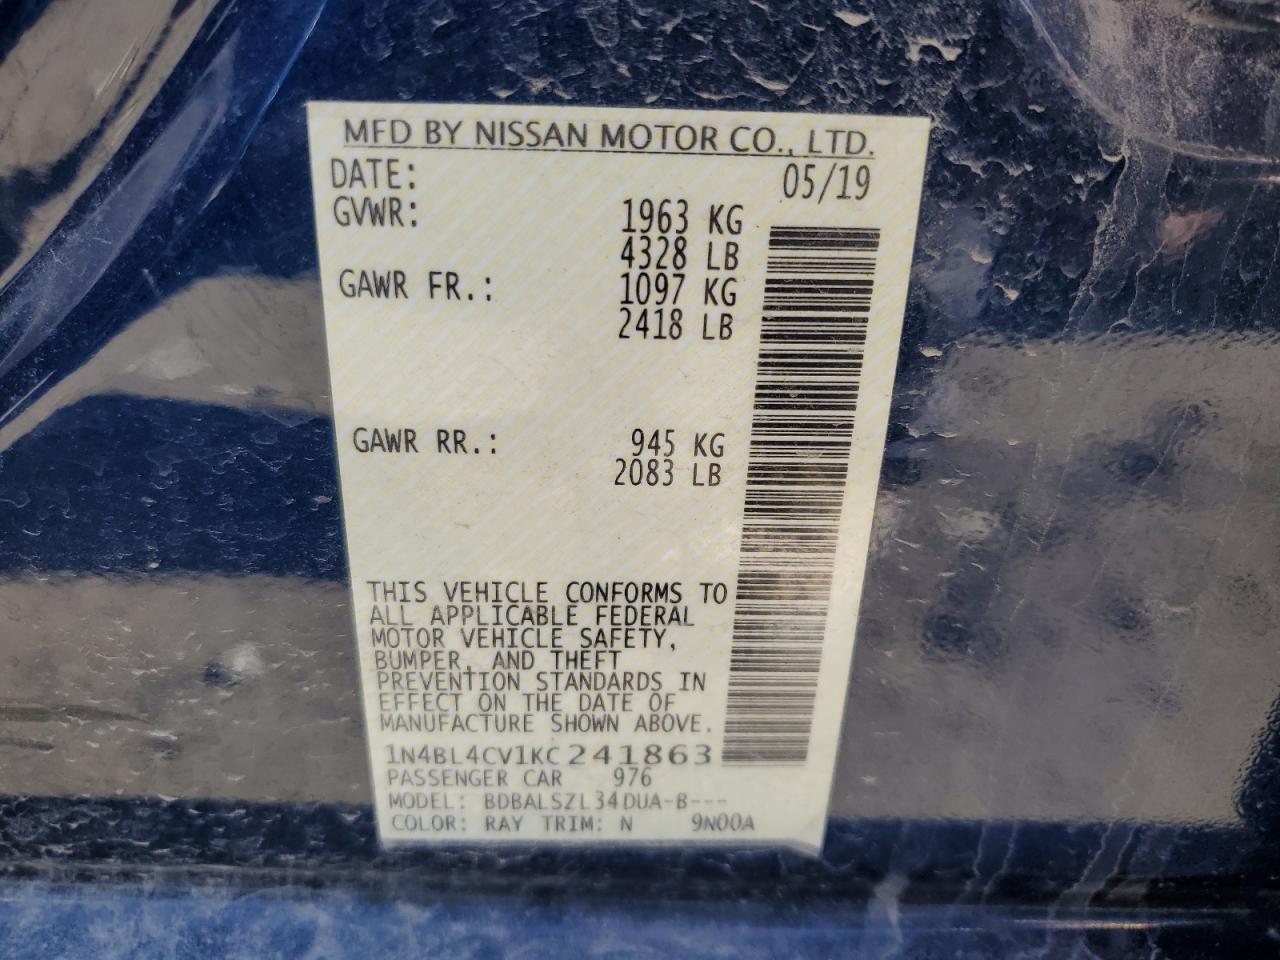 MFD BY NISSAN MOTOR CO., LTD.
DATE: 05/19
GVWR: 1963 KG
4328 LB
GAWR FR.: 1097 KG
2418 LB
GAWR RR.: 945 KG
2083 LB
THIS VEHICLE CONFORMS TO
ALL APPLICABLE FEDERAL
MOTOR VEHICLE SAFETY,
BUMPER, AND THEFT
PREVENTION STANDARDS IN
EFFECT ON THE DATE OF
MANUFACTURE SHOWN ABOVE.
1N4BL4CV1KC241863
PASSENGER CAR 976
MODEL: BDBALSZL34DUA-B---
COLOR: RAY TRIM: N 9N00A